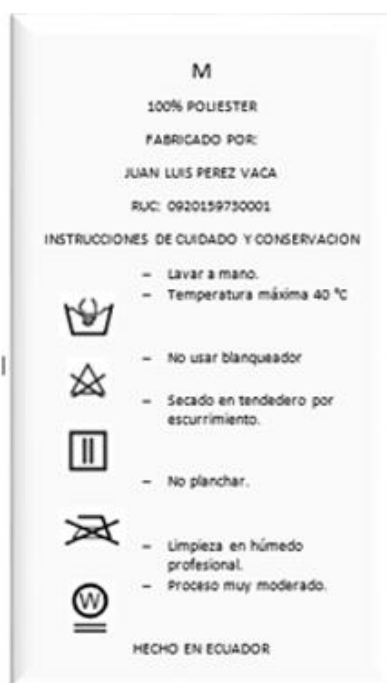 M
100% POLIESTER
FABRICADO POR:
JUAN LUIS PEREZ VACA
RUC: 0920159730001
INSTRUCCIONES DE CUIDADO Y CONSERVACION
– Lavar a mano.
– Temperatura máxima 40 °C
– No usar blanqueador
– Secado en tendedero por
escurrimiento.
– No planchar.
– Limpieza en húmedo
profesional.
– Proceso muy moderado.
W
HECHO EN ECUADOR